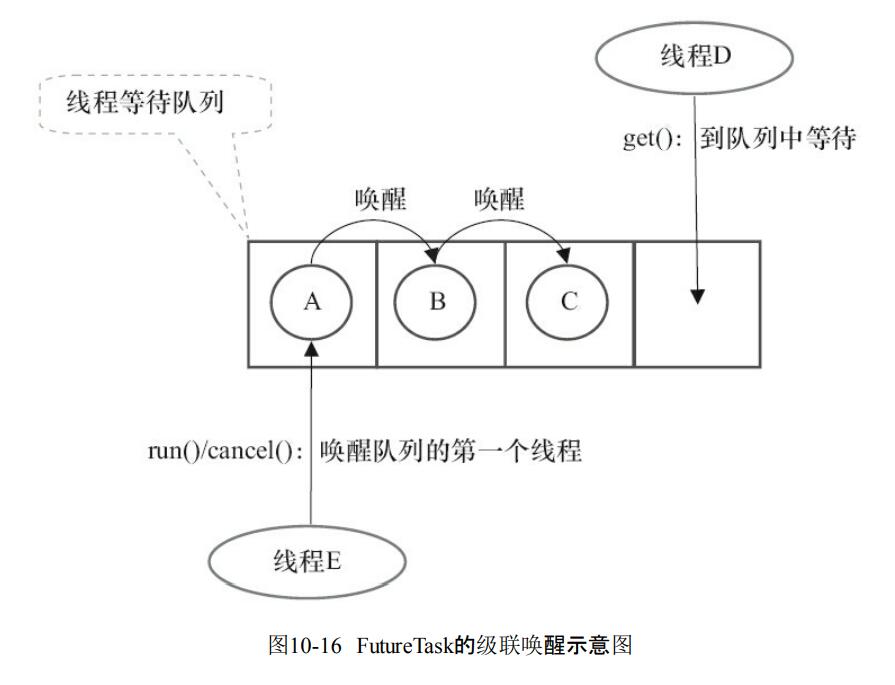 线程D
线程等待队列
get()：到队列中等待
唤醒 唤醒
A B C
run()/cancel()：唤醒队列的第一个线程
线程E
图10-16 FutureTask的级联唤醒示意图